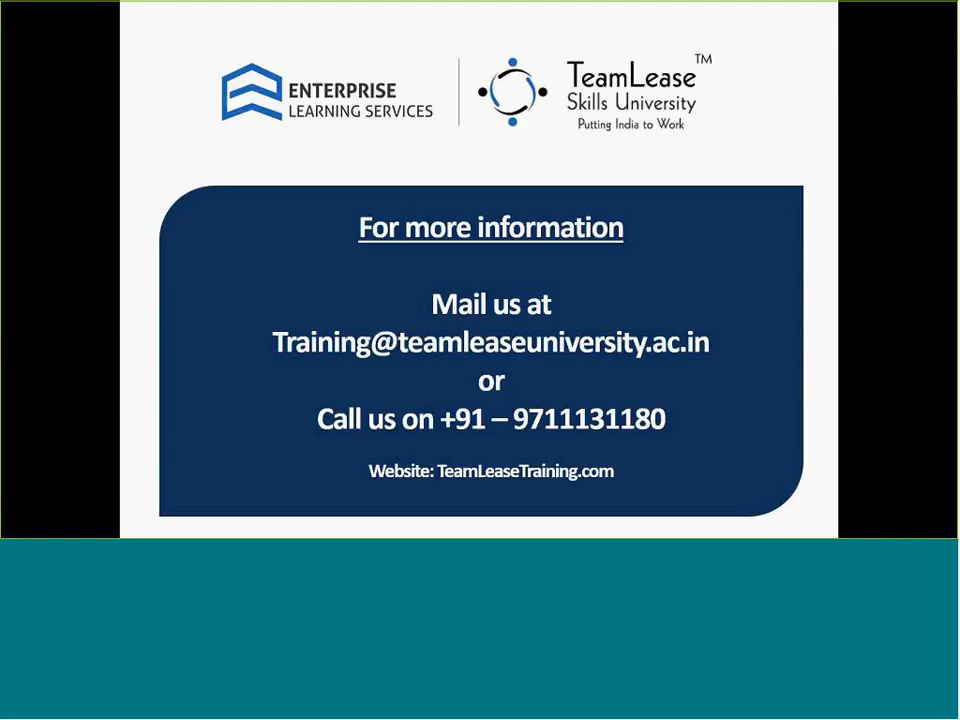 ENTERPRISE
LEARNING SERVICES
TeamLease™
Skills University
Putting India to Work
For more information
Mail us at
Training@teamleaseuniversity.ac.in
or
Call us on +91 – 9711131180
Website: TeamLeaseTraining.com